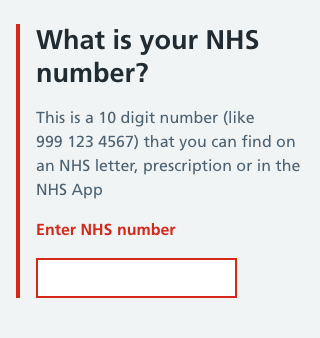 What is your NHS
number?
This is a 10 digit number (like
999 123 4567) that you can find on
an NHS letter, prescription or in the
NHS App
Enter NHS number